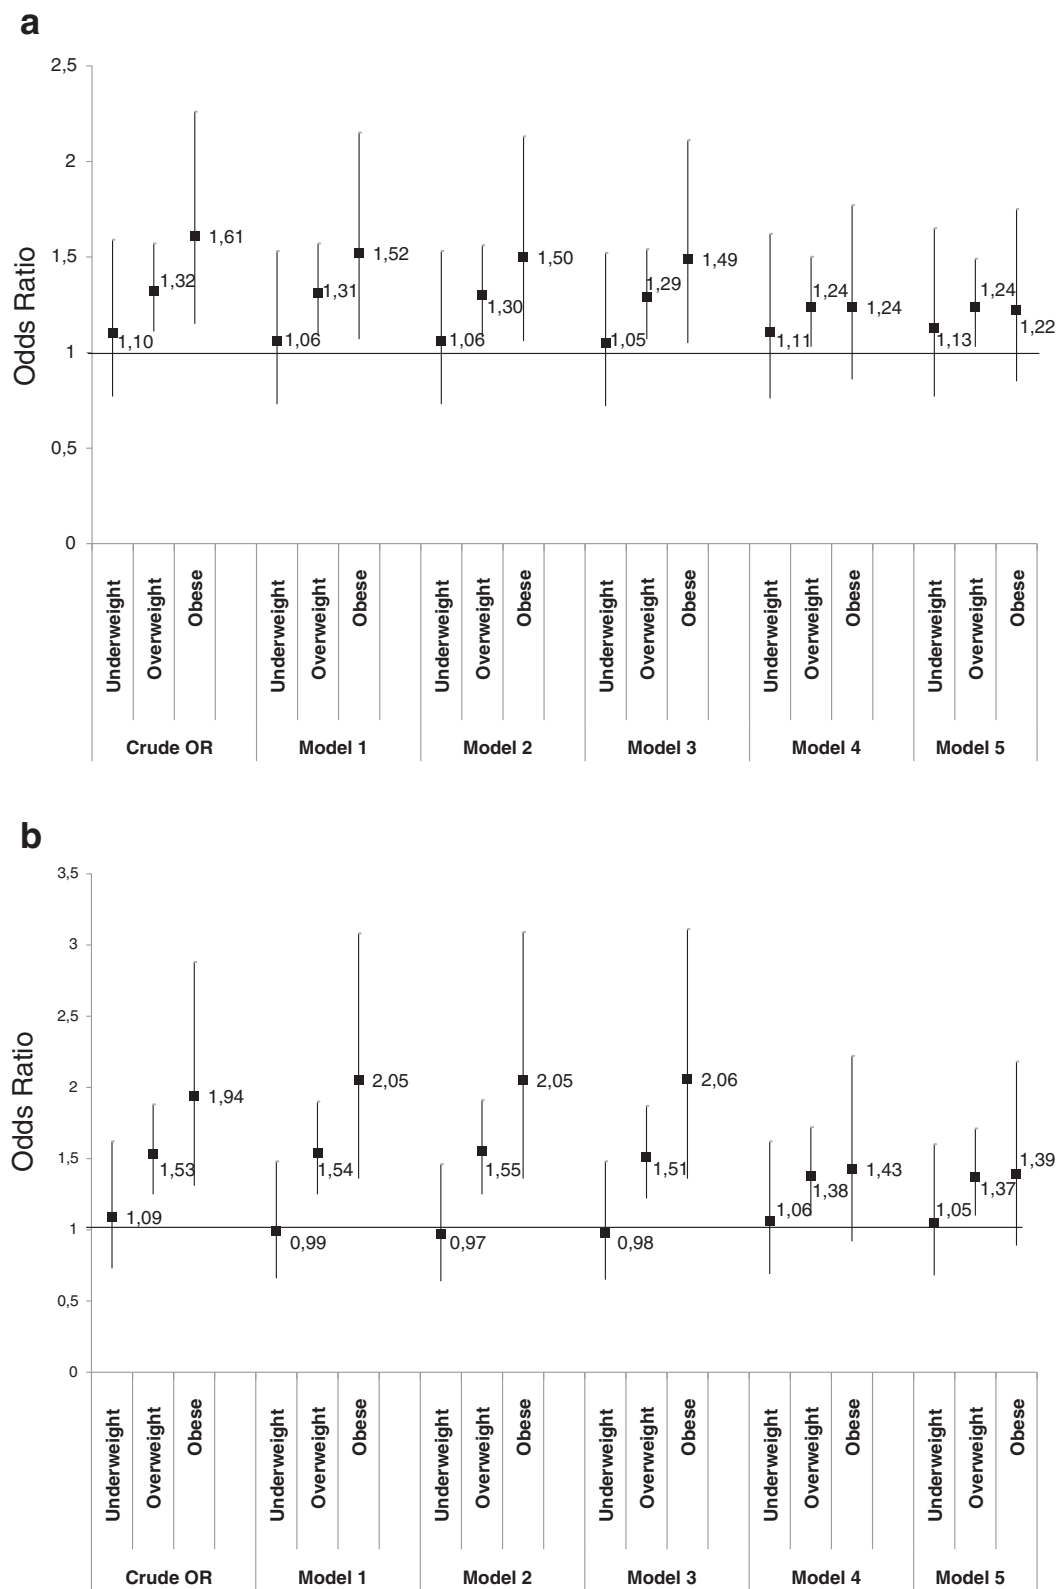 a
2,5
2
1,5
1
0,5
0
Odds Ratio
1,10
1,32
1,61
1,06
1,31
1,52
1,06
1,30
1,50
1,05
1,29
1,49
1,11
1,24
1,24
1,13
1,24
1,22
Underweight
Overweight
Obese
Underweight
Overweight
Obese
Underweight
Overweight
Obese
Underweight
Overweight
Obese
Underweight
Overweight
Obese
Underweight
Overweight
Obese
Crude OR Model 1 Model 2 Model 3 Model 4 Model 5
b
3,5
3
2,5
2
1,5
1
0,5
0
Odds Ratio
1,09
1,53
1,94
0,99
1,54
2,05
0,97
1,55
2,05
0,98
1,51
2,06
1,06
1,38
1,43
1,05
1,37
1,39
Underweight
Overweight
Obese
Underweight
Overweight
Obese
Underweight
Overweight
Obese
Underweight
Overweight
Obese
Underweight
Overweight
Obese
Underweight
Overweight
Obese
Crude OR Model 1 Model 2 Model 3 Model 4 Model 5